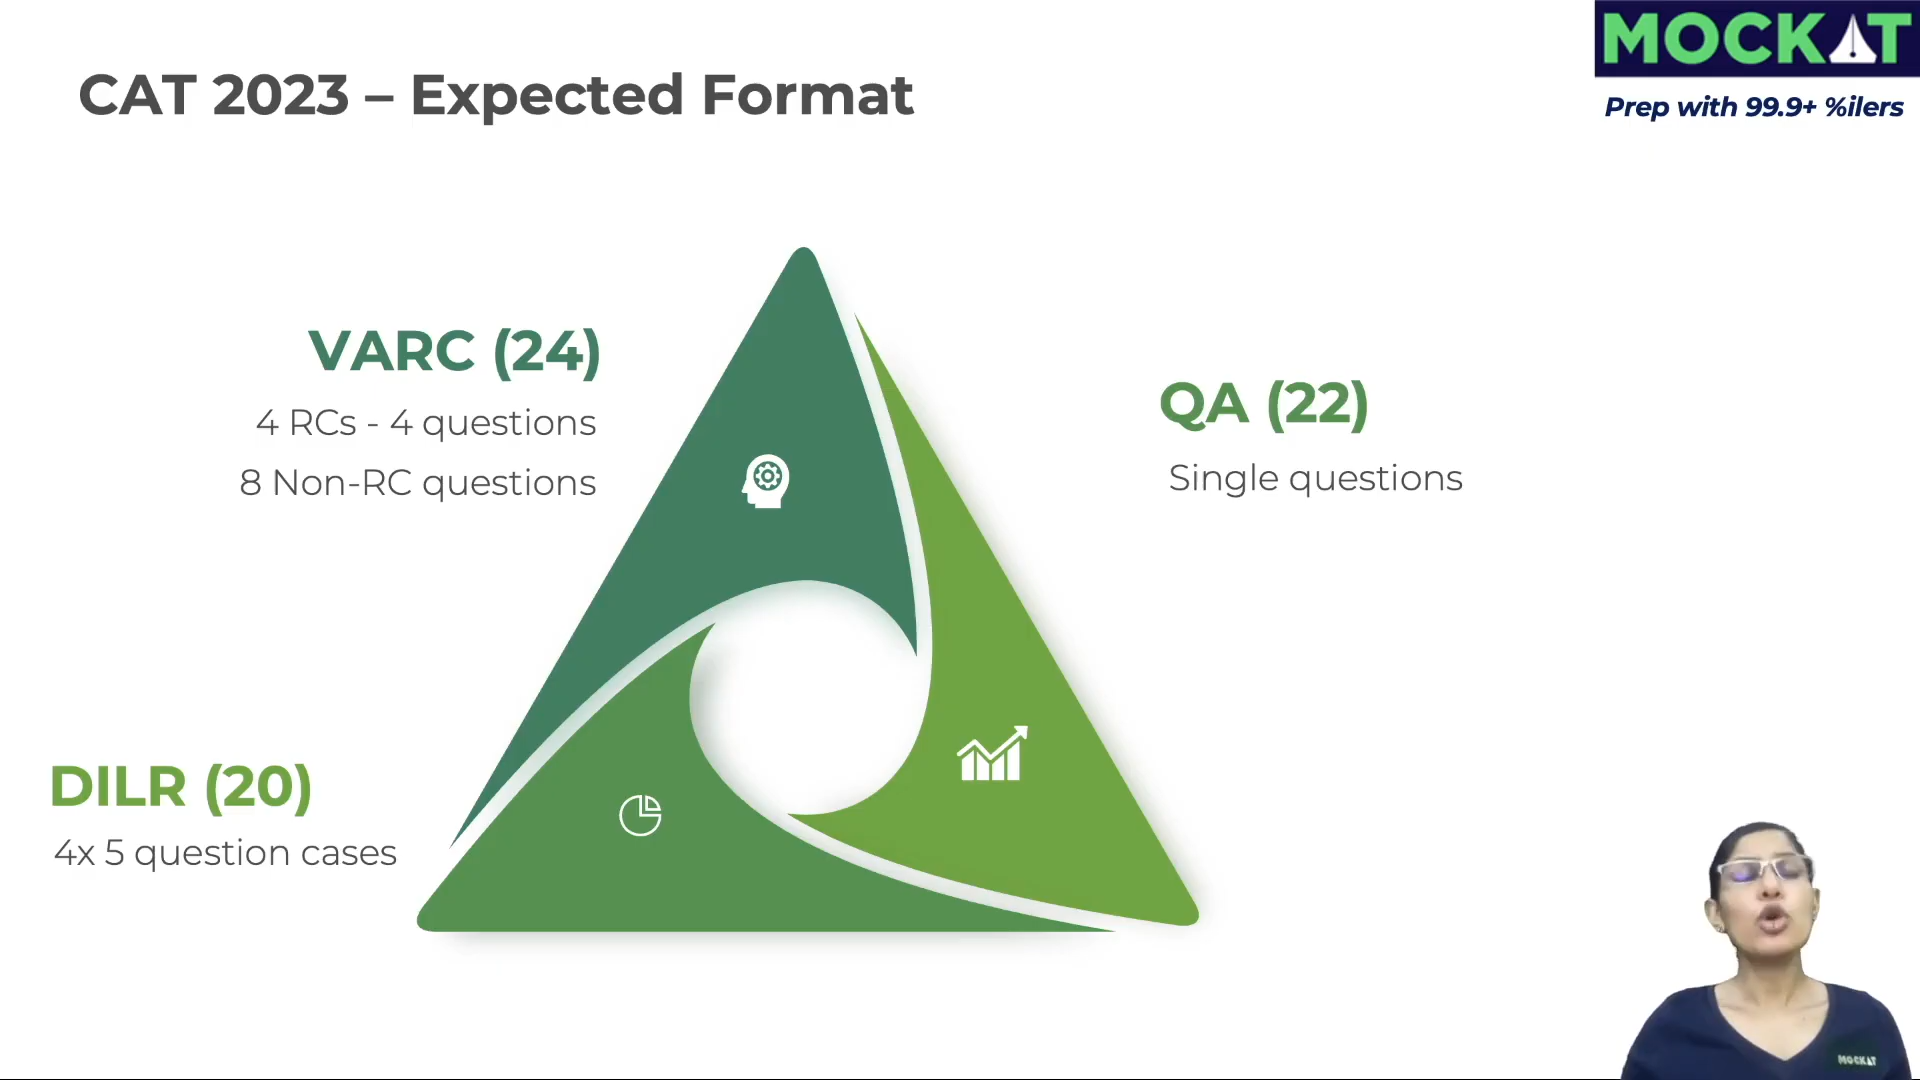 MOCKAT
Prep with 99.9+ %ilers
CAT 2023 – Expected Format
VARC (24)
4 RCs - 4 questions
8 Non-RC questions
QA (22)
Single questions
DILR (20)
4x 5 question cases
MOCKAT